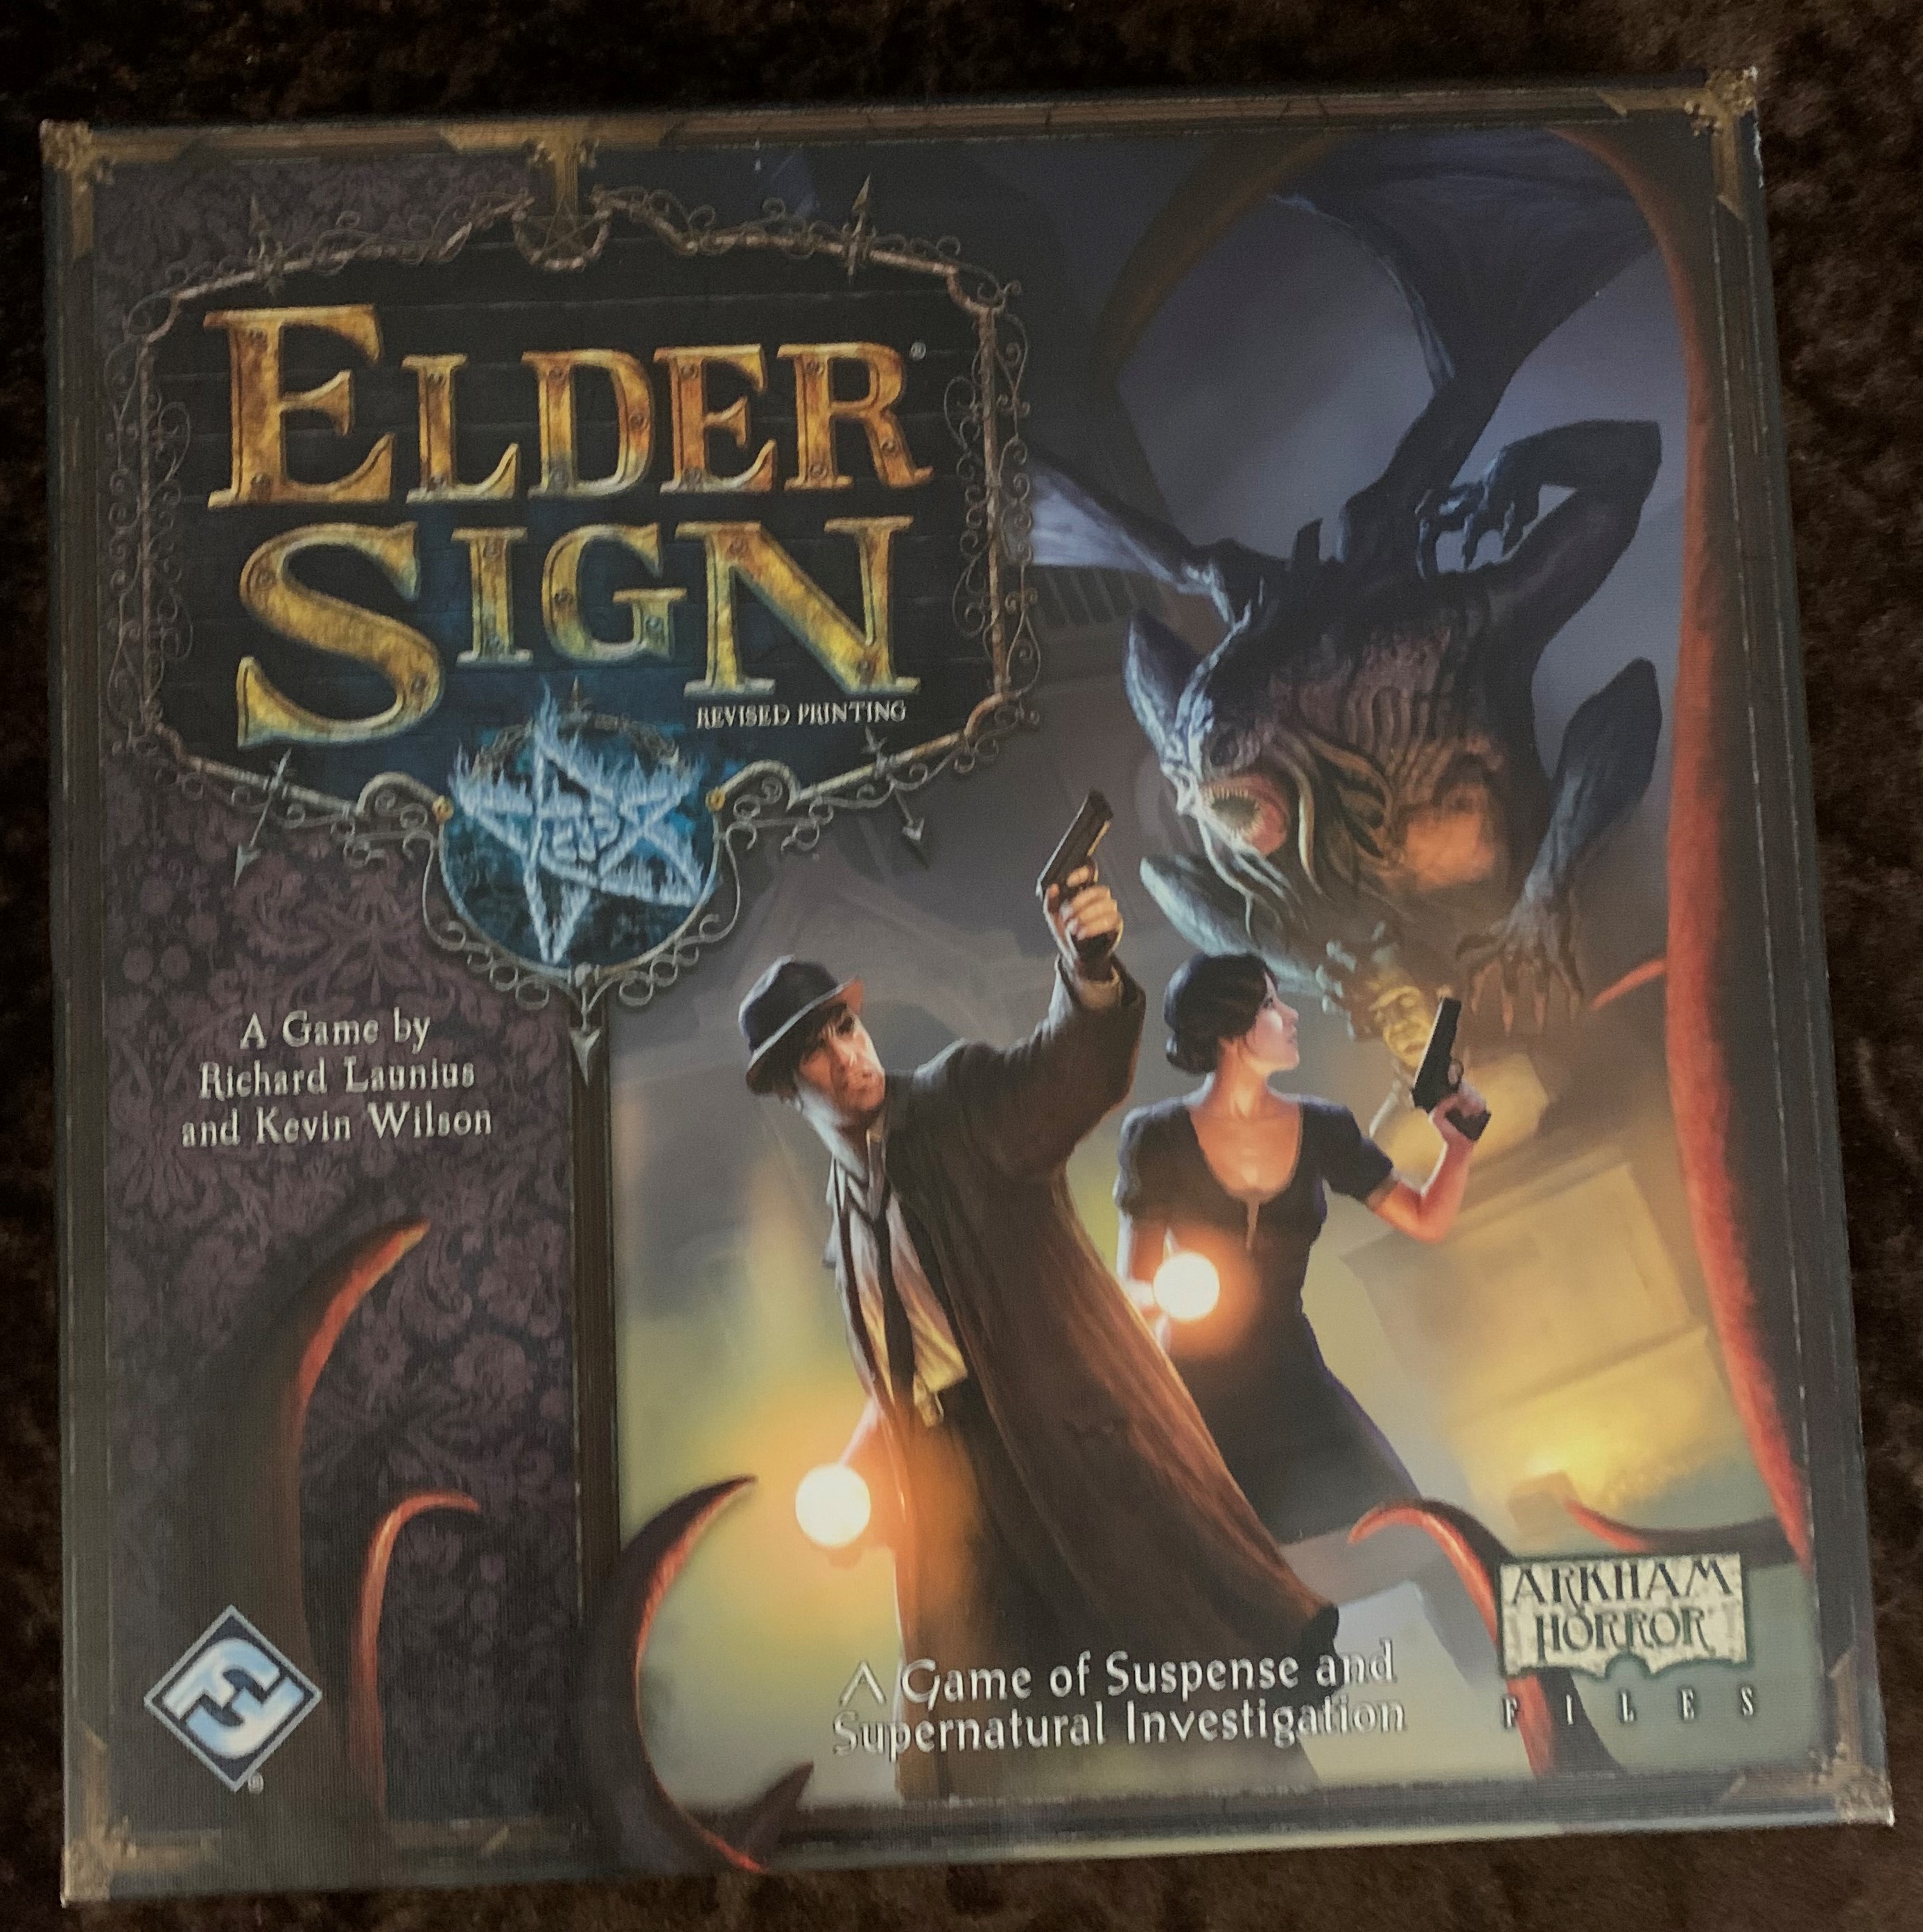 ELDER®
SIGN
REVISED PRINTING
A Game by
Richard Launius
and Kevin Wilson
A Game of Suspense and
Supernatural Investigation
ARKHAM
HORROR
FILES
FF
®